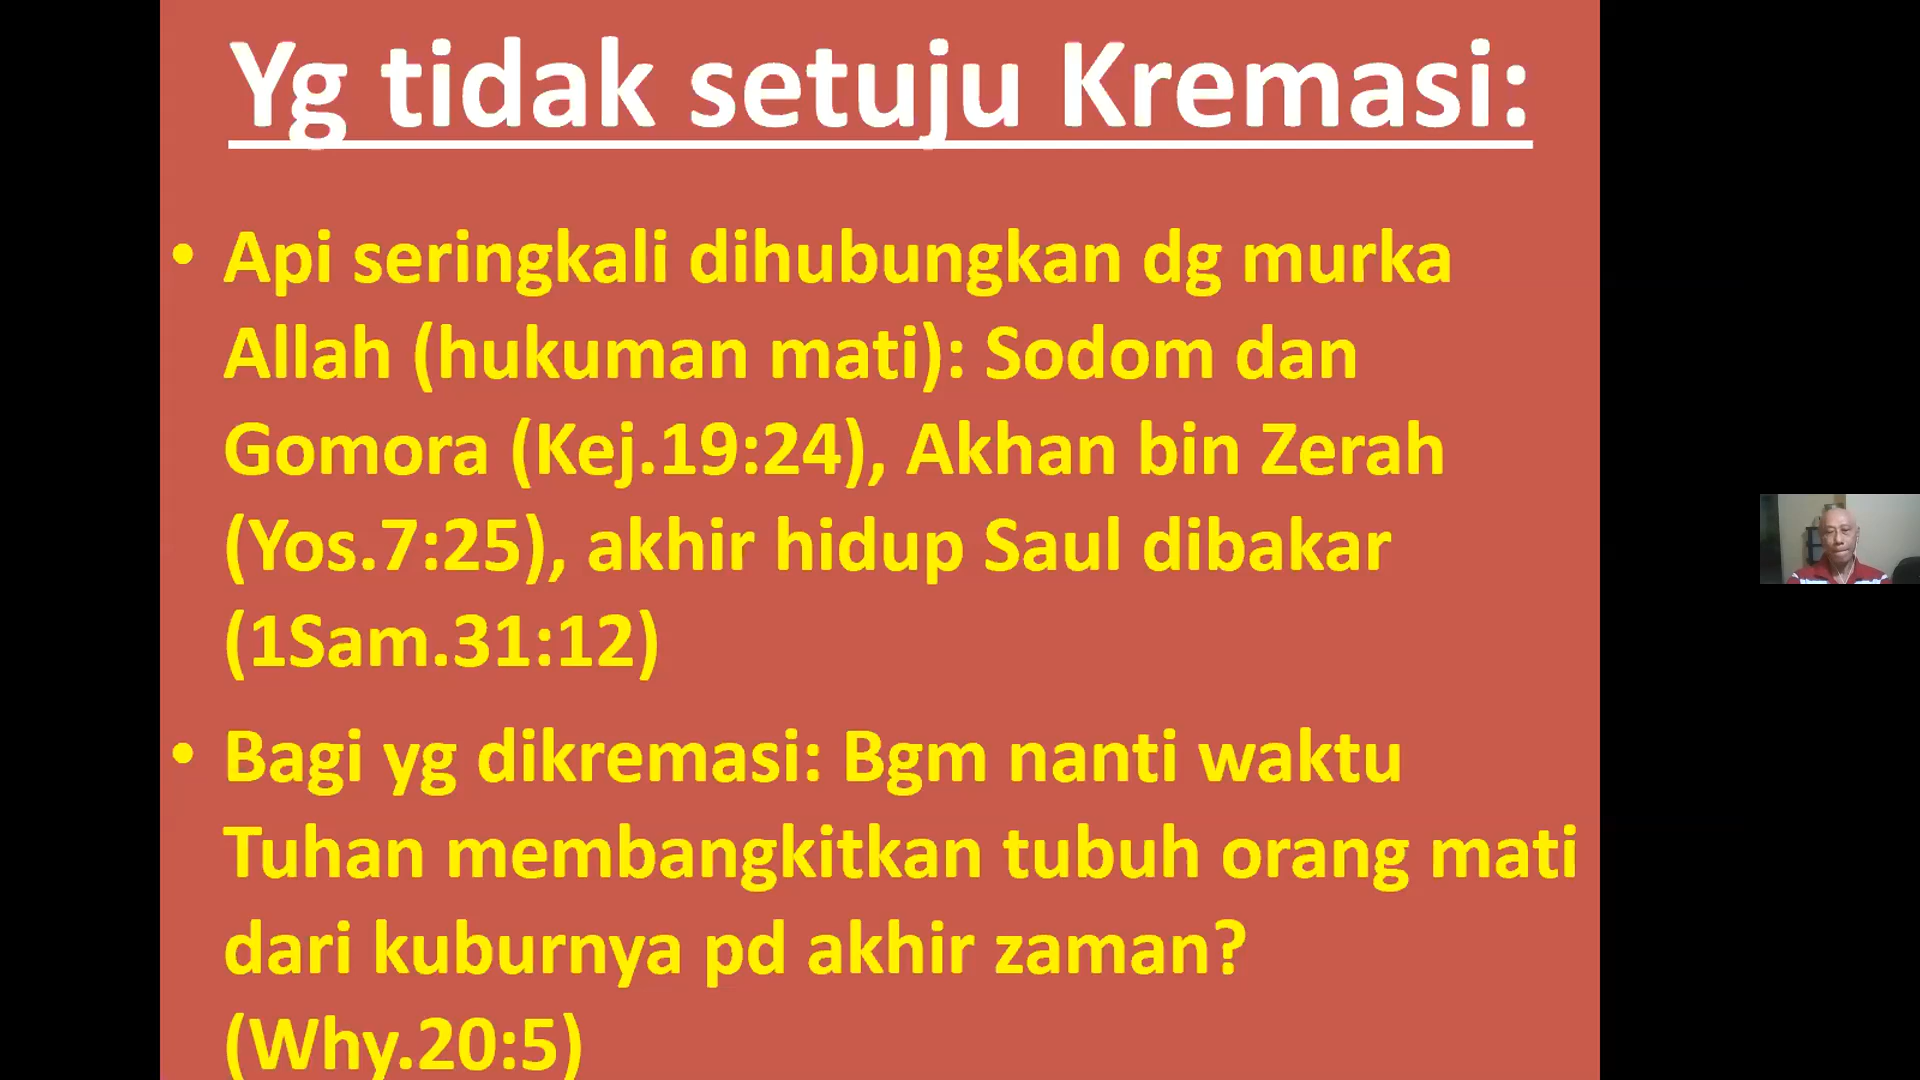 Yg tidak setuju Kremasi:
• Api seringkali dihubungkan dg murka
Allah (hukuman mati): Sodom dan
Gomora (Kej.19:24), Akhan bin Zerah
(Yos.7:25), akhir hidup Saul dibakar
(1Sam.31:12)
• Bagi yg dikremasi: Bgm nanti waktu
Tuhan membangkitkan tubuh orang mati
dari kuburnya pd akhir zaman?
(Why.20:5)